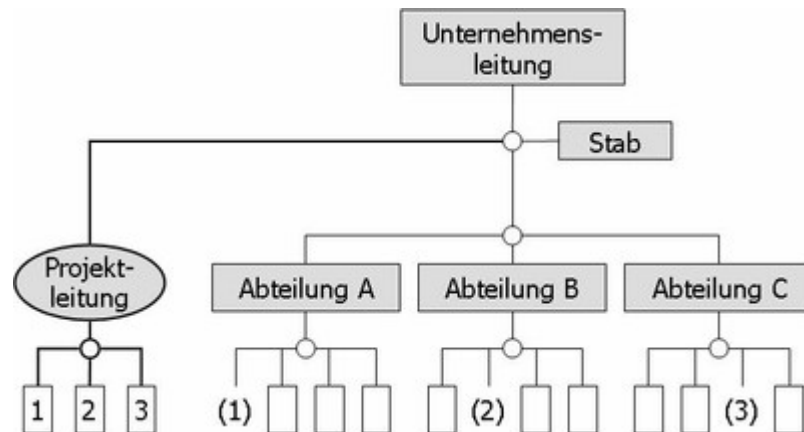 Unternehmens-
leitung
Stab
Projekt-
leitung
Abteilung A
Abteilung B
Abteilung C
1
2
3
(1)
(2)
(3)